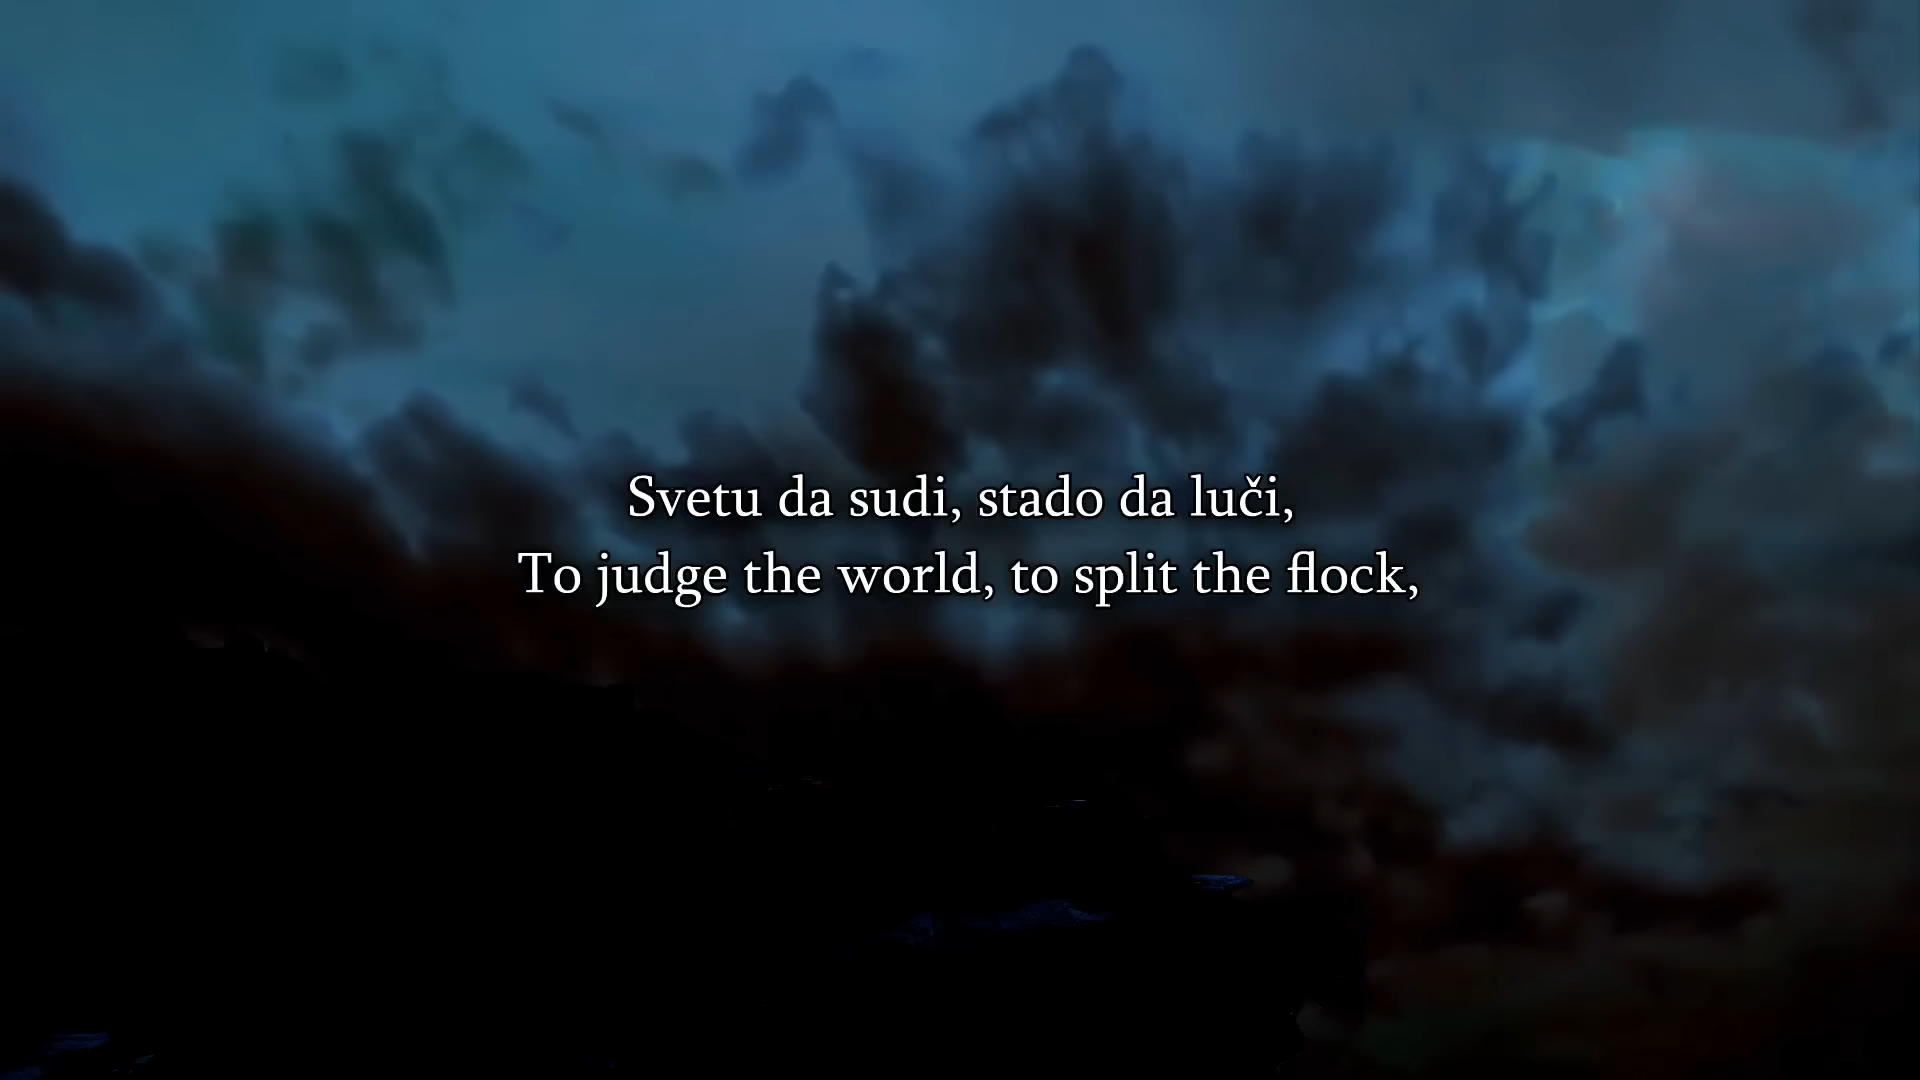 Svetu da sudi, stado da luči,
To judge the world, to split the flock,